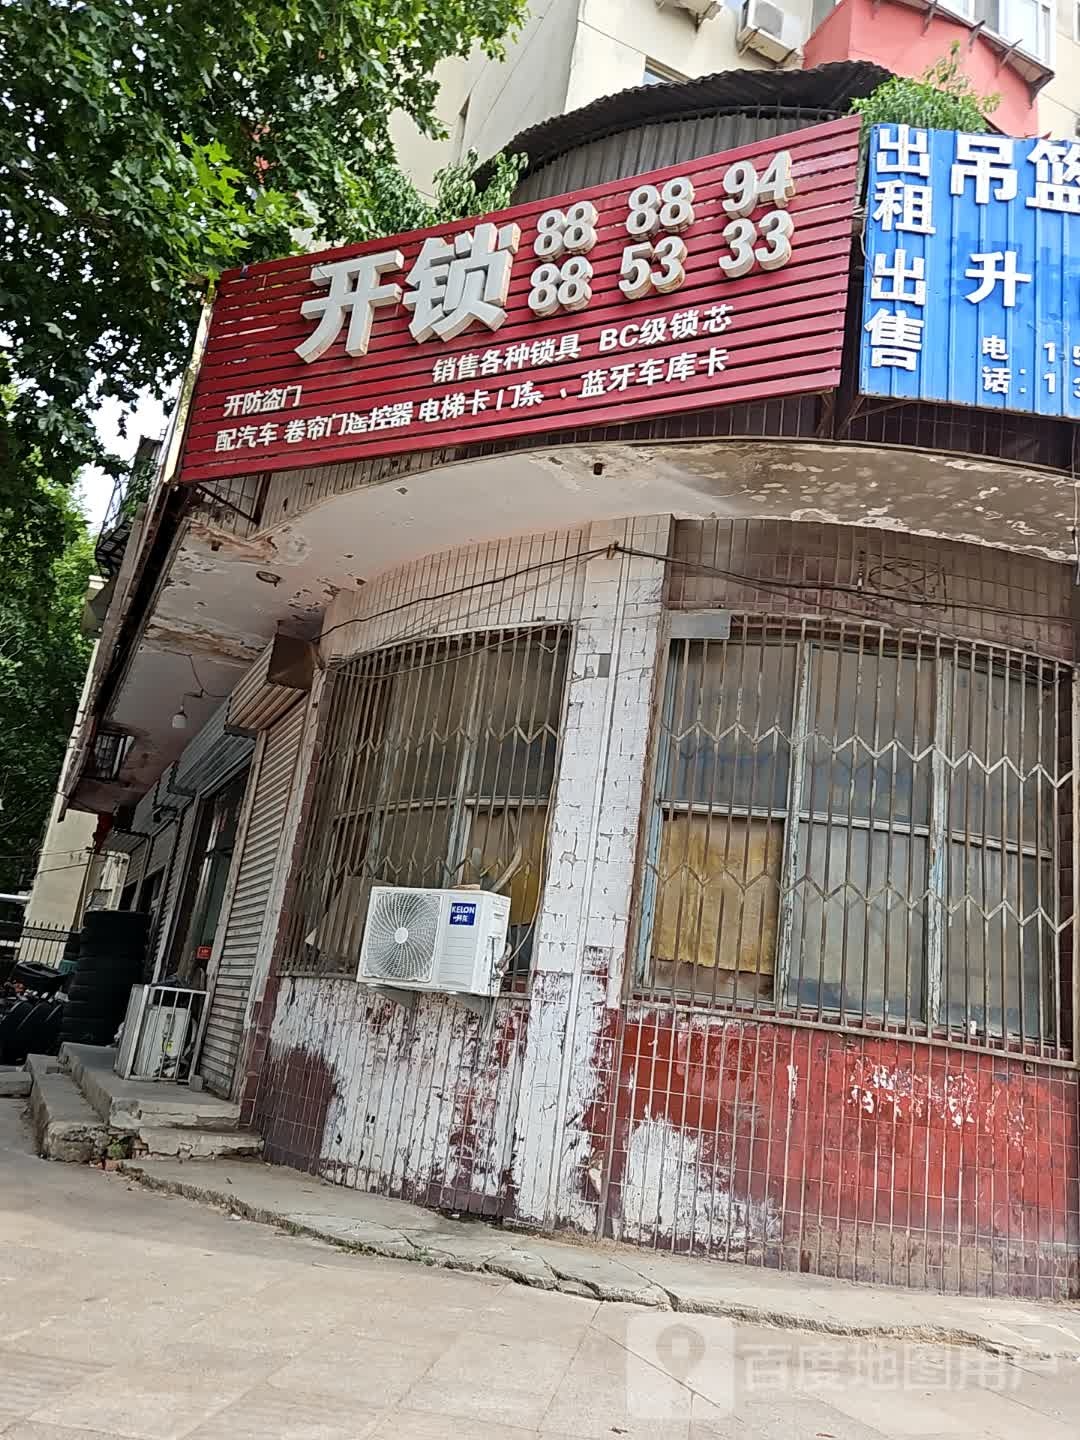 开锁 88 88 94
88 53 33
销售各种锁具 BC级锁芯
开防盗门
配汽车 卷帘门遥控器 电梯卡 门禁、蓝牙车库卡
出租出售
吊篮
升
电话:
KELON
科龙
百度地图用户